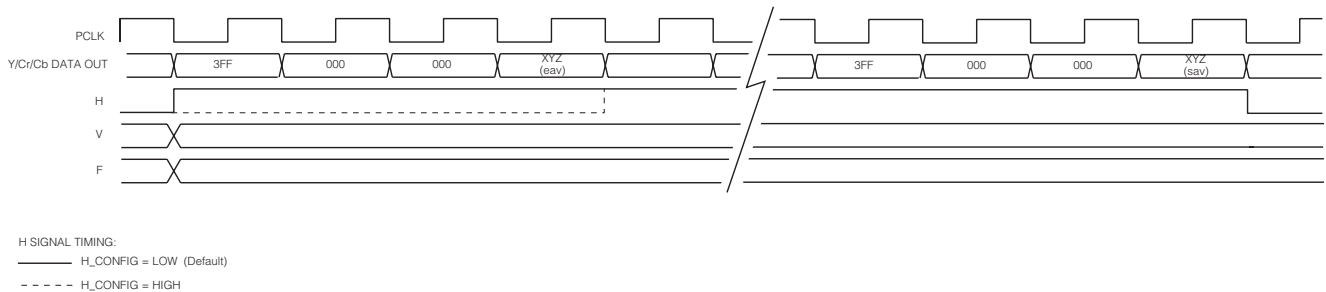 PCLK
Y/Cr/Cb DATA OUT 3FF 000 000 XYZ (eav) 3FF 000 000 XYZ (sav)
H
V
F
H SIGNAL TIMING:
H_CONFIG = LOW (Default)
H_CONFIG = HIGH